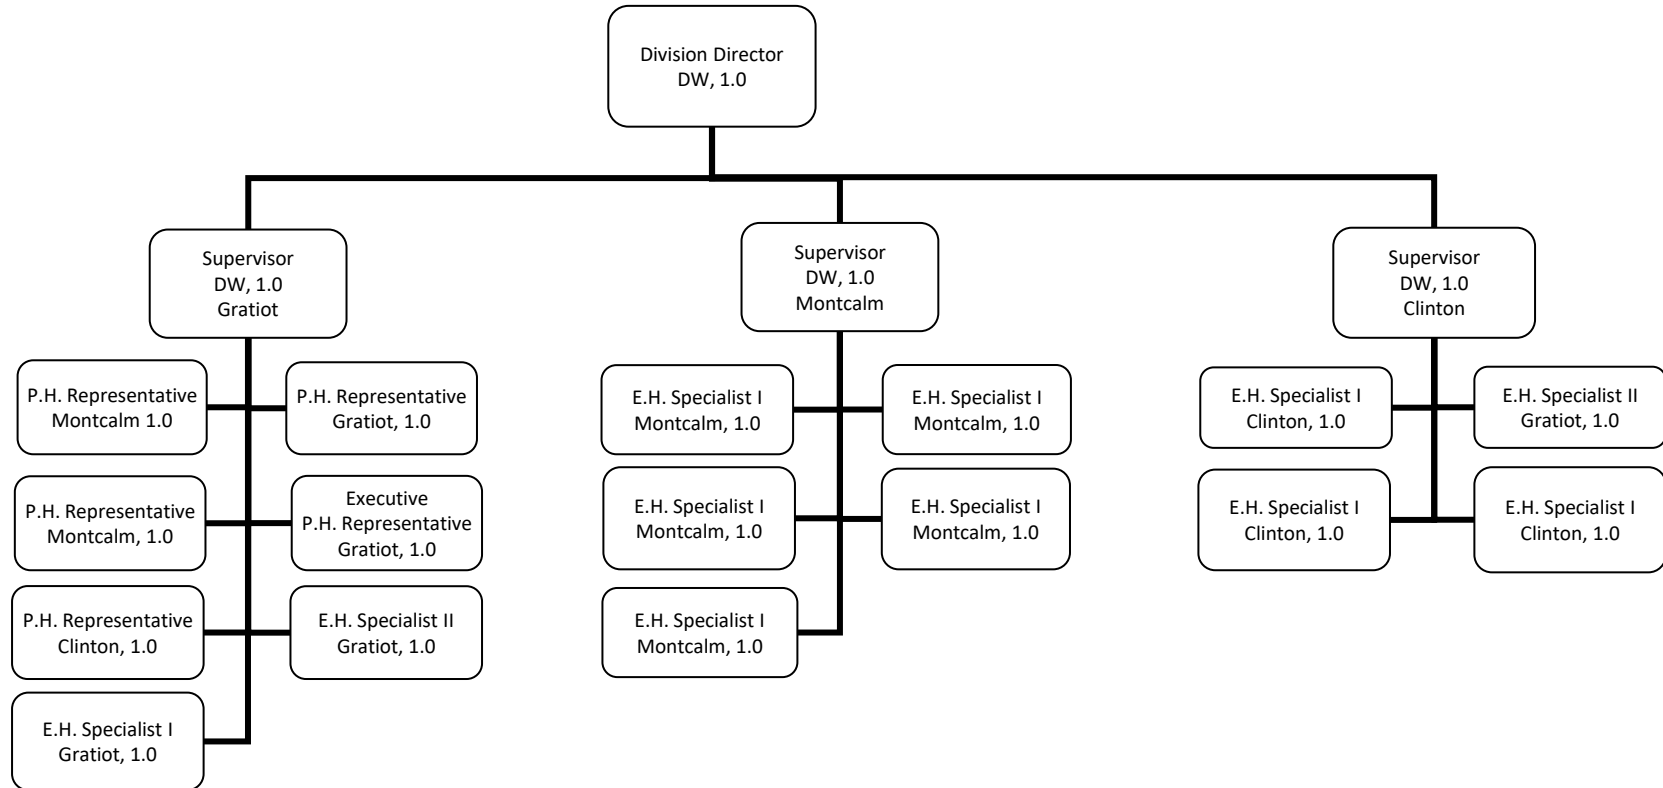 Division Director
DW, 1.0
Supervisor
DW, 1.0
Gratiot
Supervisor
DW, 1.0
Montcalm
Supervisor
DW, 1.0
Clinton
P.H. Representative
Montcalm 1.0
P.H. Representative
Gratiot, 1.0
P.H. Representative
Montcalm, 1.0
Executive
P.H. Representative
Gratiot, 1.0
P.H. Representative
Clinton, 1.0
E.H. Specialist II
Gratiot, 1.0
E.H. Specialist I
Gratiot, 1.0
E.H. Specialist I
Montcalm, 1.0
E.H. Specialist I
Montcalm, 1.0
E.H. Specialist I
Montcalm, 1.0
E.H. Specialist I
Montcalm, 1.0
E.H. Specialist I
Montcalm, 1.0
E.H. Specialist I
Clinton, 1.0
E.H. Specialist II
Gratiot, 1.0
E.H. Specialist I
Clinton, 1.0
E.H. Specialist I
Clinton, 1.0